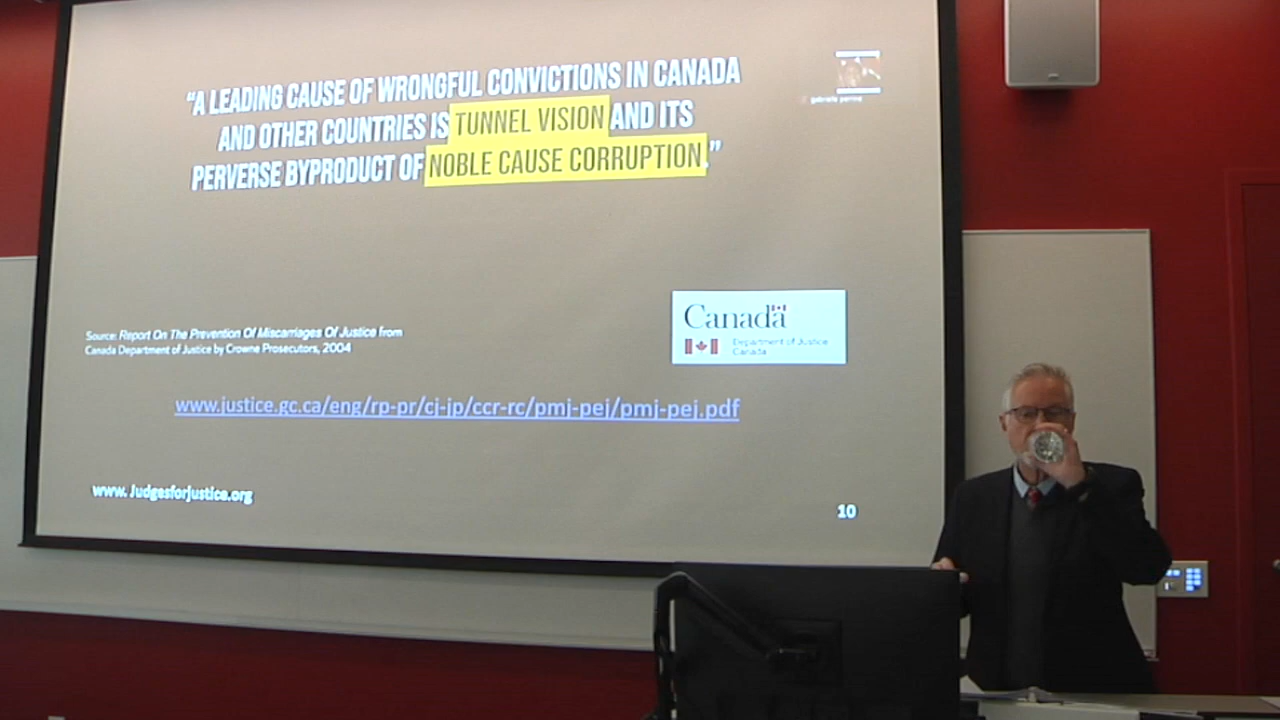 “A LEADING CAUSE OF WRONGFUL CONVICTIONS IN CANADA
AND OTHER COUNTRIES IS TUNNEL VISION AND ITS
PERVERSE BYPRODUCT OF NOBLE CAUSE CORRUPTION.”
Source: Report On The Prevention Of Miscarriages Of Justice from
Canada Department of Justice by Crowne Prosecutors, 2004
Canada
Department of Justice
Canada
www.justice.gc.ca/eng/rp-pr/cj-jp/ccr-rc/pmj-pej/pmj-pej.pdf
www. Judgesforjustice.org
10